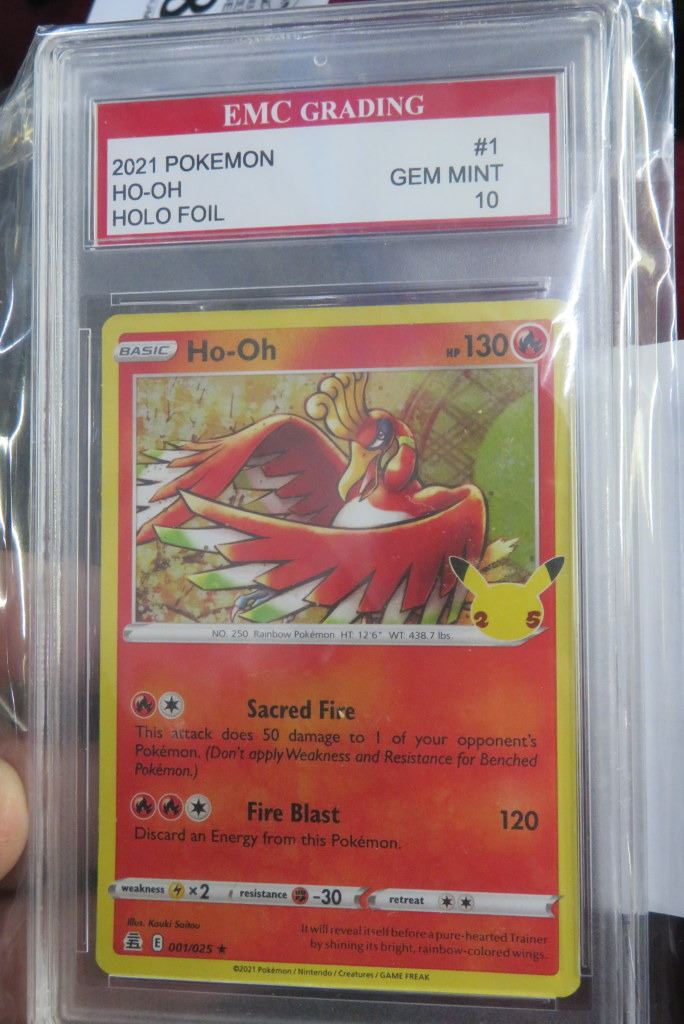 EMC GRADING
2021 POKEMON #1
HO-OH GEM MINT
HOLO FOIL 10
BASIC Ho-Oh HP 130
25
NO. 250 Rainbow Pokémon HT: 12'6" WT: 438.7 lbs.
Sacred Fire
This attack does 50 damage to 1 of your opponent's
Pokémon. (Don't apply Weakness and Resistance for Benched
Pokémon.)
Fire Blast 120
Discard an Energy from this Pokémon.
weakness ×2 resistance -30 retreat
Illus. Kouki Saitou
It will reveal itself before a pure-hearted Trainer
by shining its bright, rainbow-colored wings.
E 001/025 ★
©2021 Pokémon / Nintendo / Creatures / GAME FREAK